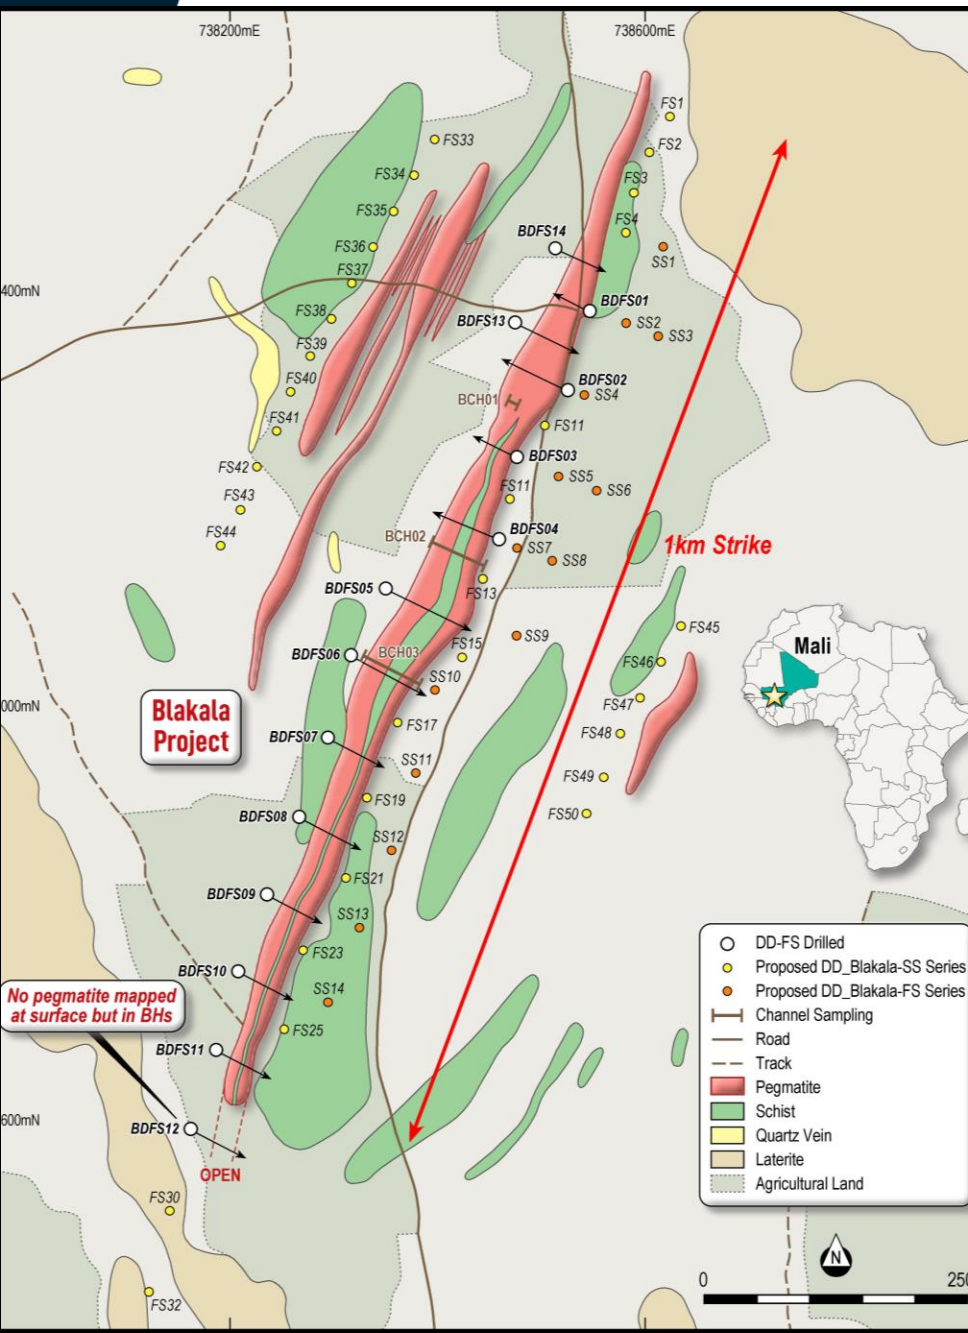 738200mE
738600mE
FS1
FS33
FS2
FS34
FS3
FS35
FS4
BDFS14
FS36
SS1
FS37
400mN
BDFS01
FS38
BDFS13
SS2
SS3
FS39
BDFS02
FS40
SS4
BCH01
FS41
FS11
BDFS03
FS42
SS5
SS6
FS11
FS43
FS44
BDFS04
BCH02
SS7
1km Strike
SS8
BDFS05
FS13
FS45
SS9
Mali
BDFS06
BCH03
FS15
FS46
SS10
FS47
Blakala
Project
FS17
BDFS07
FS48
000mN
SS11
FS49
FS19
FS50
BDFS08
SS12
FS21
BDFS09
SS13
FS23
BDFS10
No pegmatite mapped
at surface but in BHs
SS14
FS25
BDFS11
600mN
BDFS12
OPEN
FS30
FS32
DD-FS Drilled
Proposed DD_Blakala-SS Series
Proposed DD_Blakala-FS Series
Channel Sampling
Road
Track
Pegmatite
Schist
Quartz Vein
Laterite
Agricultural Land
N
0
250